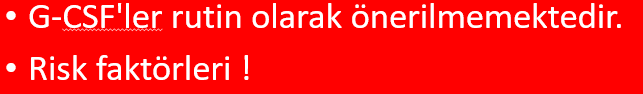 • G-CSF'ler rutin olarak önerilmemektedir.
• Risk faktörleri !